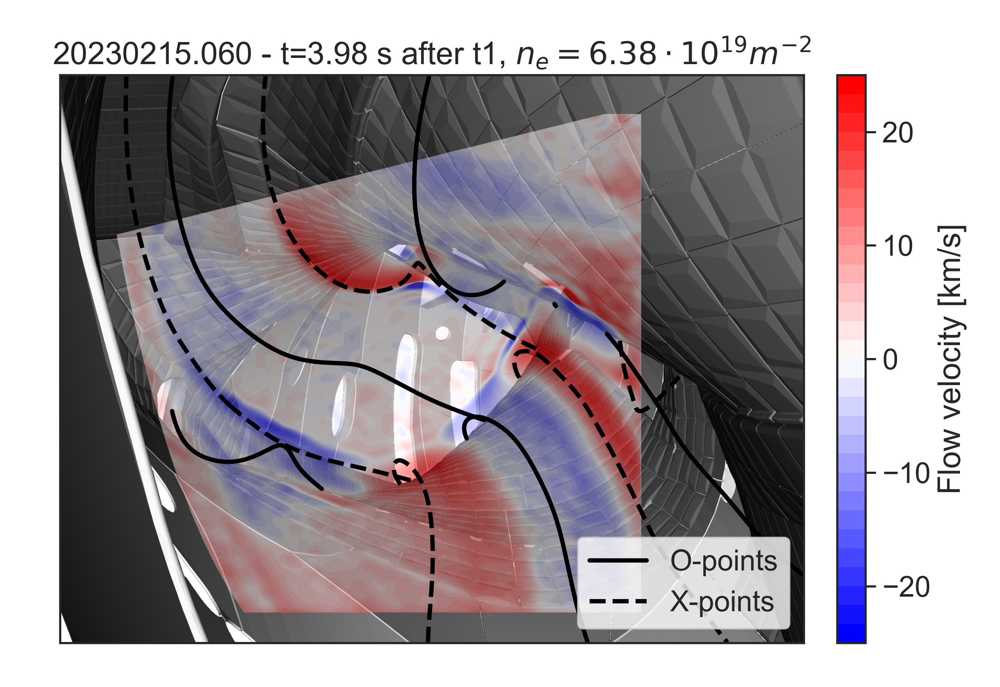 20230215.060 - t=3.98 s after t1, $n_e = 6.38 \cdot 10^{19} m^{-2}$
20
10
0
−10
−20
Flow velocity [km/s]
O-points
X-points